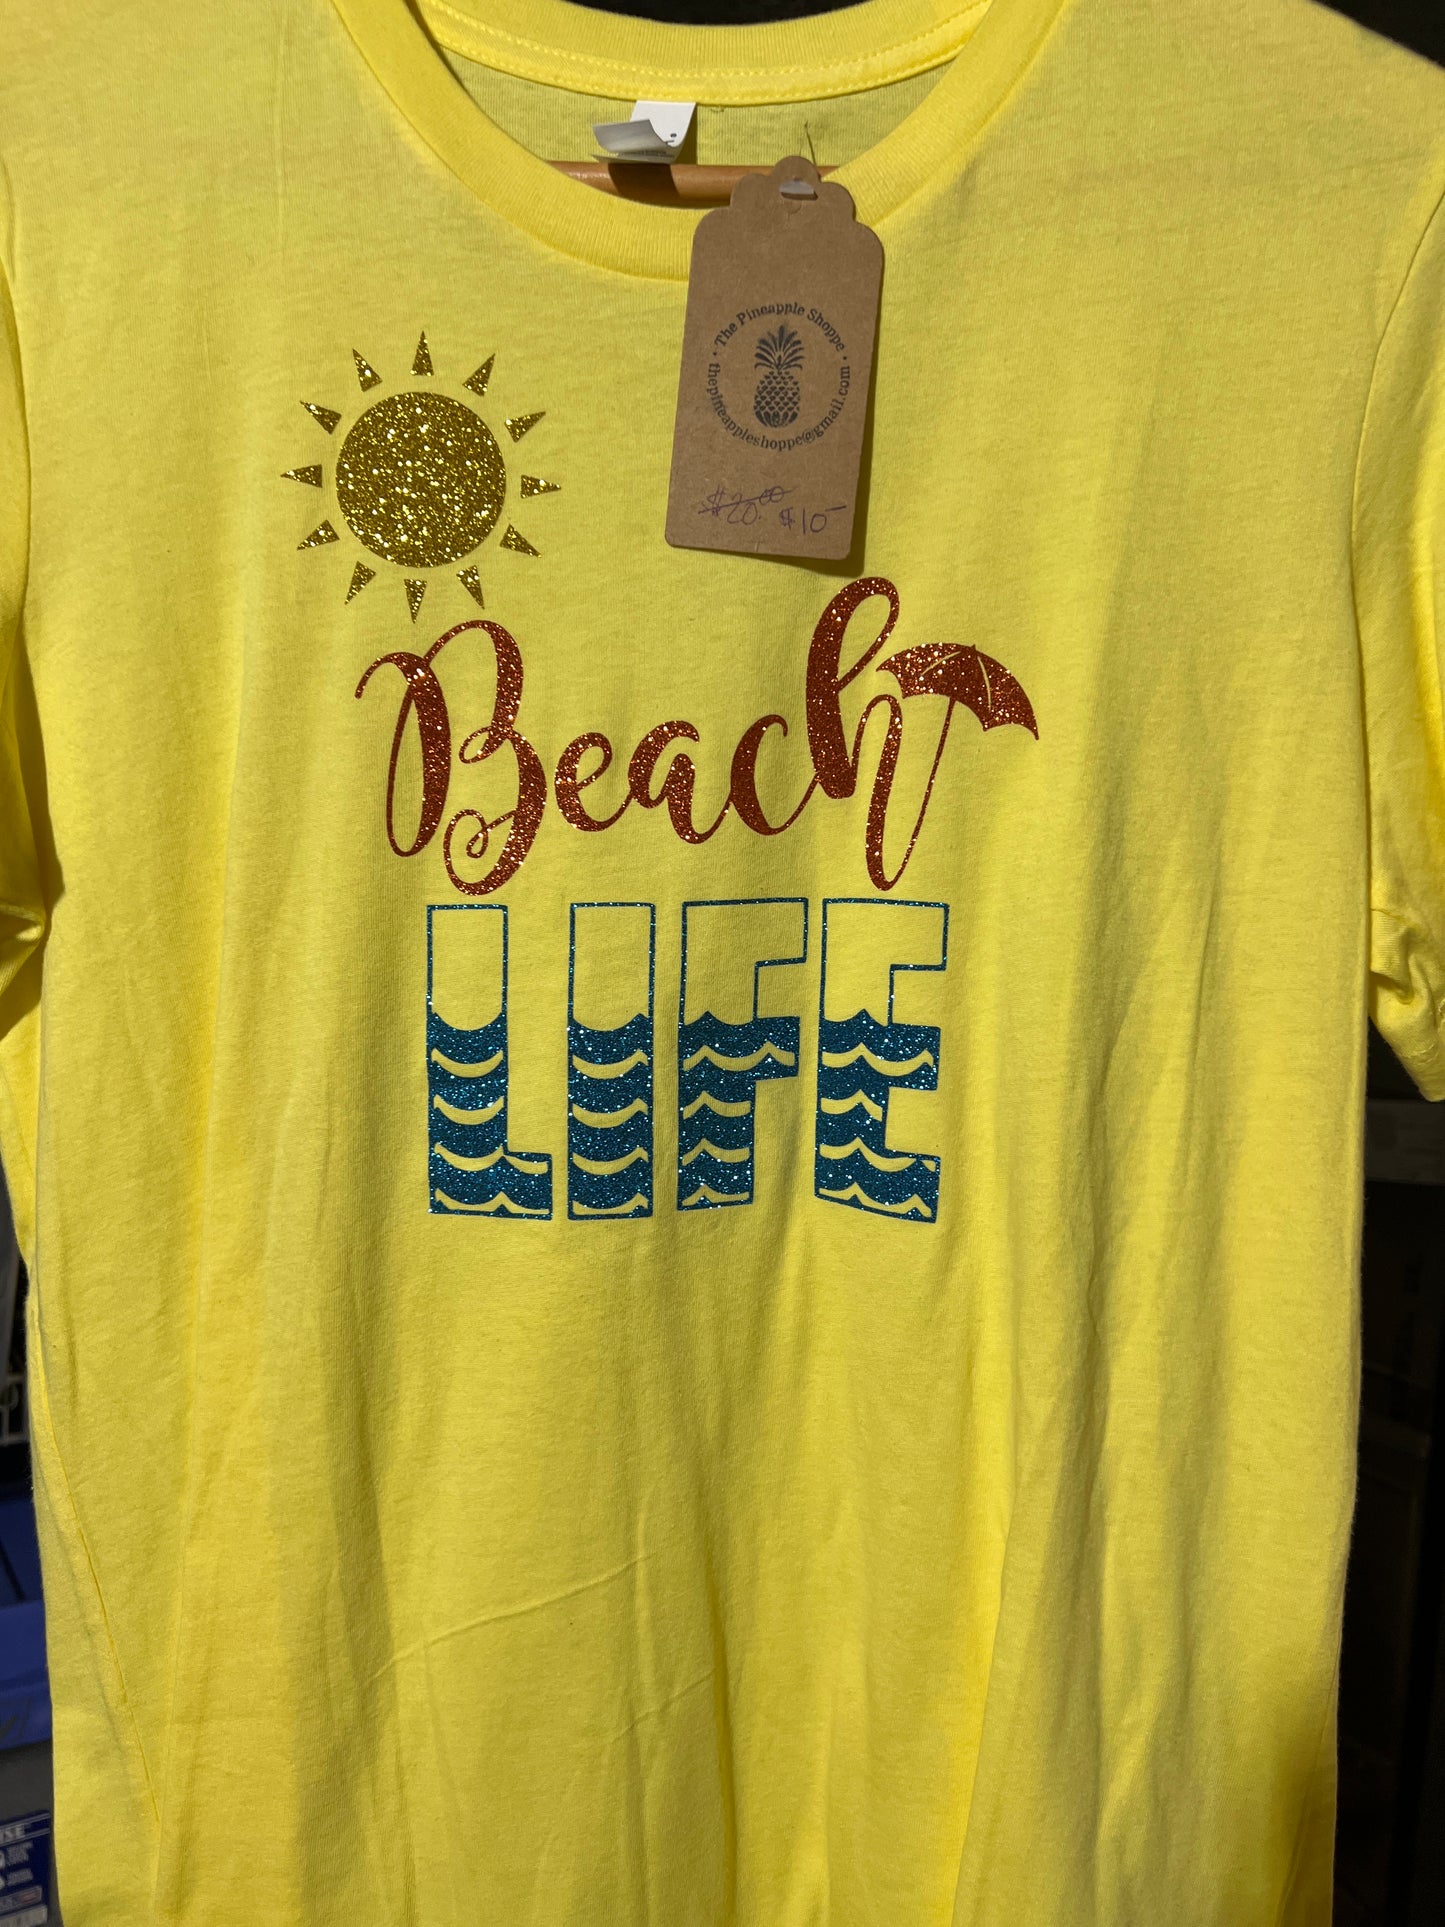 • The Pineapple Shoppe •
thepineappleshoppe@gmail.com
$20.00 $10-
Beach
LIFE